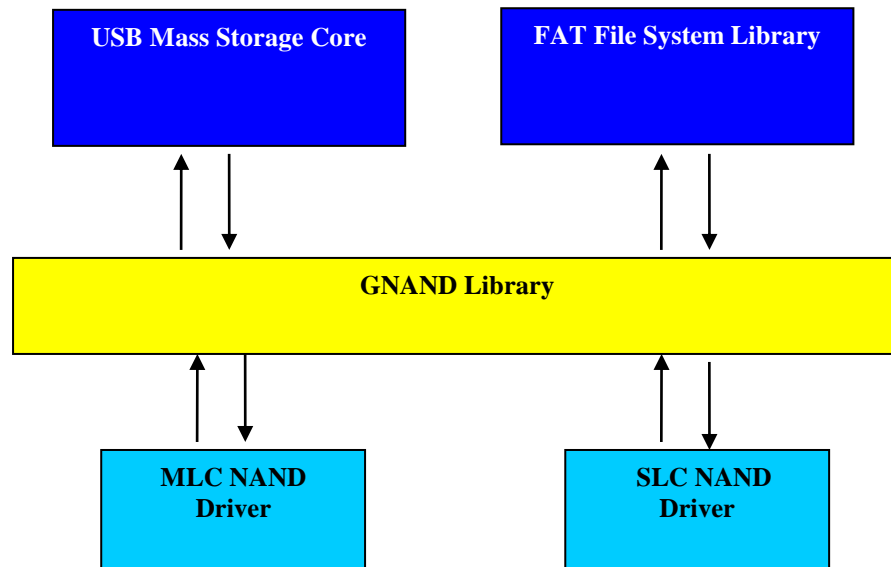 USB Mass Storage Core
FAT File System Library
GNAND Library
MLC NAND
Driver
SLC NAND
Driver